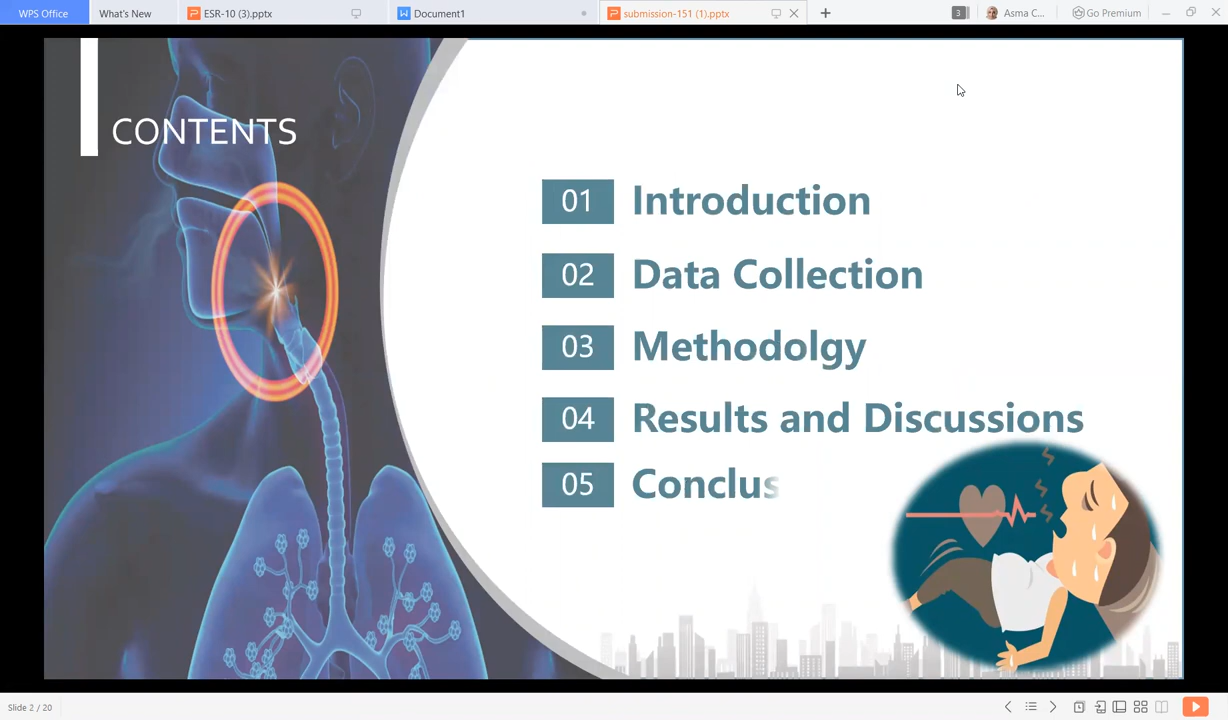 WPS Office What's New ESR-10 (3).pptx Document1 submission-151 (1).pptx 3 Asma C... Go Premium
CONTENTS
01 Introduction
02 Data Collection
03 Methodolgy
04 Results and Discussions
05 Conclus
Slide 2 / 20